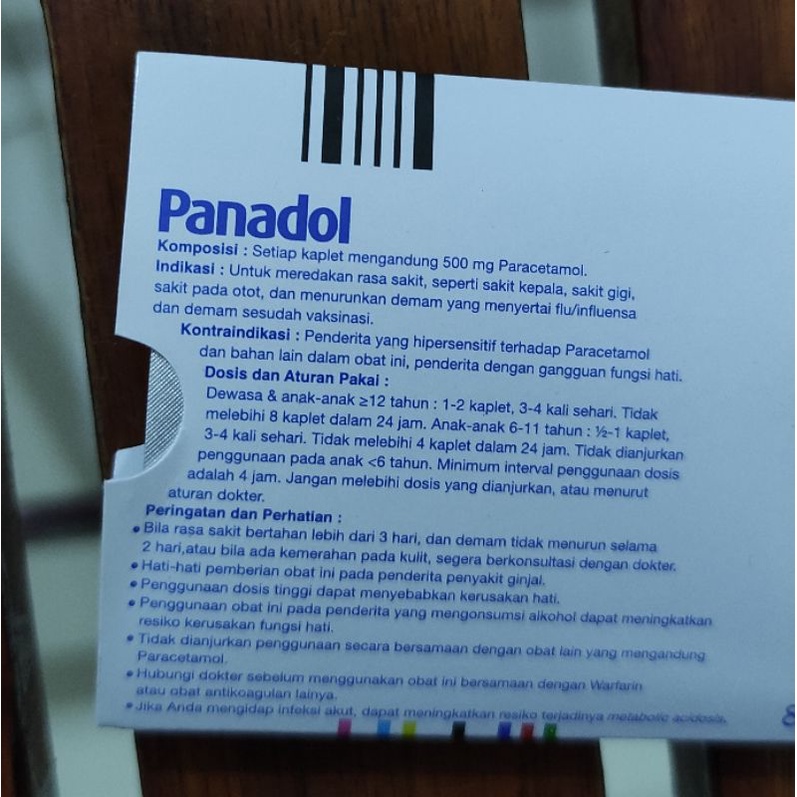 Panadol
Komposisi : Setiap kaplet mengandung 500 mg Paracetamol.
Indikasi : Untuk meredakan rasa sakit, seperti sakit kepala, sakit gigi,
sakit pada otot, dan menurunkan demam yang menyertai flu/influensa
dan demam sesudah vaksinasi.
Kontraindikasi : Penderita yang hipersensitif terhadap Paracetamol
dan bahan lain dalam obat ini, penderita dengan gangguan fungsi hati.
Dosis dan Aturan Pakai :
Dewasa & anak-anak ≥12 tahun : 1-2 kaplet, 3-4 kali sehari. Tidak
melebihi 8 kaplet dalam 24 jam. Anak-anak 6-11 tahun : ½-1 kaplet,
3-4 kali sehari. Tidak melebihi 4 kaplet dalam 24 jam. Tidak dianjurkan
penggunaan pada anak <6 tahun. Minimum interval penggunaan dosis
adalah 4 jam. Jangan melebihi dosis yang dianjurkan, atau menurut
aturan dokter.
Peringatan dan Perhatian :
• Bila rasa sakit bertahan lebih dari 3 hari, dan demam tidak menurun selama
2 hari,atau bila ada kemerahan pada kulit, segera berkonsultasi dengan dokter.
• Hati-hati pemberian obat ini pada penderita penyakit ginjal.
• Penggunaan dosis tinggi dapat menyebabkan kerusakan hati.
• Penggunaan obat ini pada penderita yang mengonsumsi alkohol dapat meningkatkan
resiko kerusakan fungsi hati.
• Tidak dianjurkan penggunaan secara bersamaan dengan obat lain yang mengandung
Paracetamol.
• Hubungi dokter sebelum menggunakan obat ini bersamaan dengan Warfarin
atau obat antikoagulan lainya.
• Jika Anda mengidap infeksi akut, dapat meningkatkan resiko terjadinya metabolic acidosis.